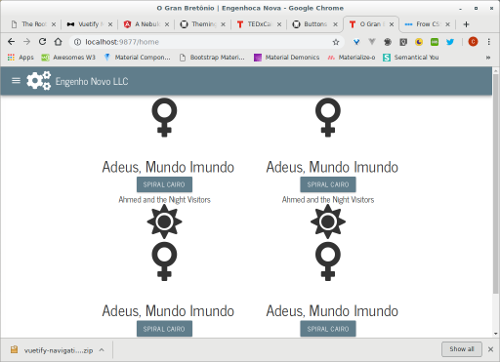 O Gran Bretônio | Engenhoca Nova - Google Chrome
The Roo
Vuetify
A Nebul
Theming
TEDxCa
Buttons
O Gran
Free Ch
localhost:9877/home
Apps
Awesomes W3
Material Compon...
Bootstrap Materi...
Material Demonics
Materialize-o
Semantical You
Engenho Novo LLC
Adeus, Mundo Imundo
Adeus, Mundo Imundo
SPIRAL CAIRO
SPIRAL CAIRO
Ahmed and the Night Visitors
Ahmed and the Night Visitors
Adeus, Mundo Imundo
Adeus, Mundo Imundo
SPIRAL CAIRO
SPIRAL CAIRO
vuetify-navigati....zip
Show all